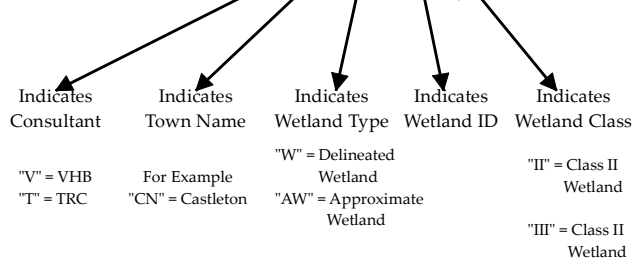 Indicates
Consultant
"V" = VHB
"T" = TRC
Indicates
Town Name
For Example
"CN" = Castleton
Indicates
Wetland Type
"W" = Delineated
Wetland
"AW" = Approximate
Wetland
Indicates
Wetland ID
Indicates
Wetland Class
"II" = Class II
Wetland
"III" = Class II
Wetland